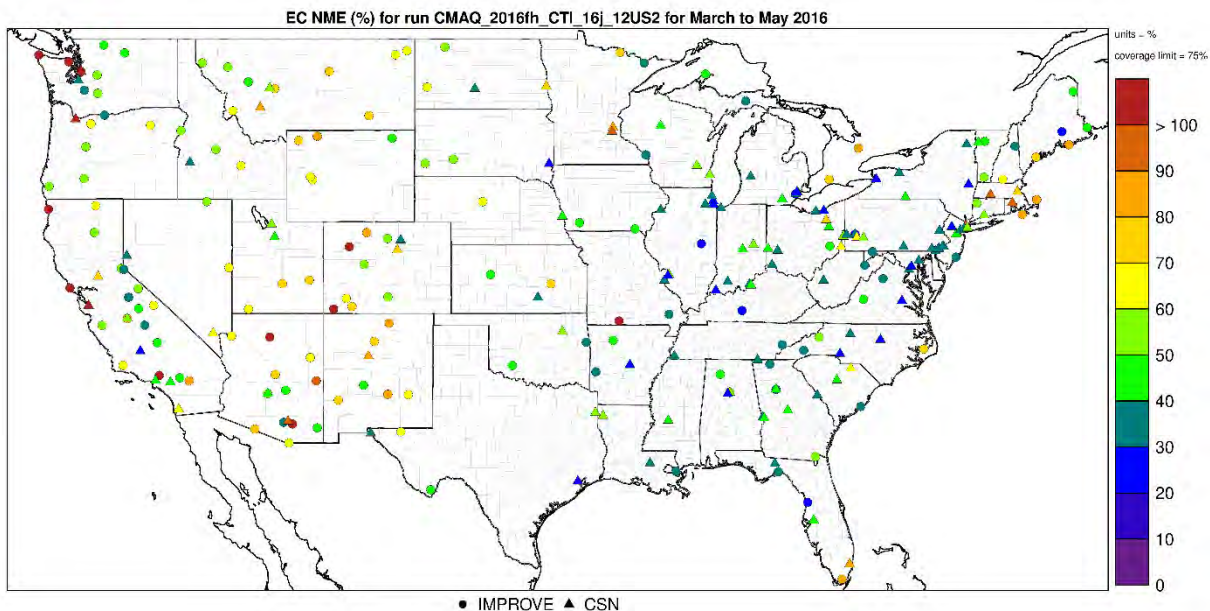 EC NME (%) for run CMAQ_2016fh_CTI_16j_12US2 for March to May 2016
units = %
coverage limit = 75%
> 100
90
80
70
60
50
40
30
20
10
0
● IMPROVE ▲ CSN